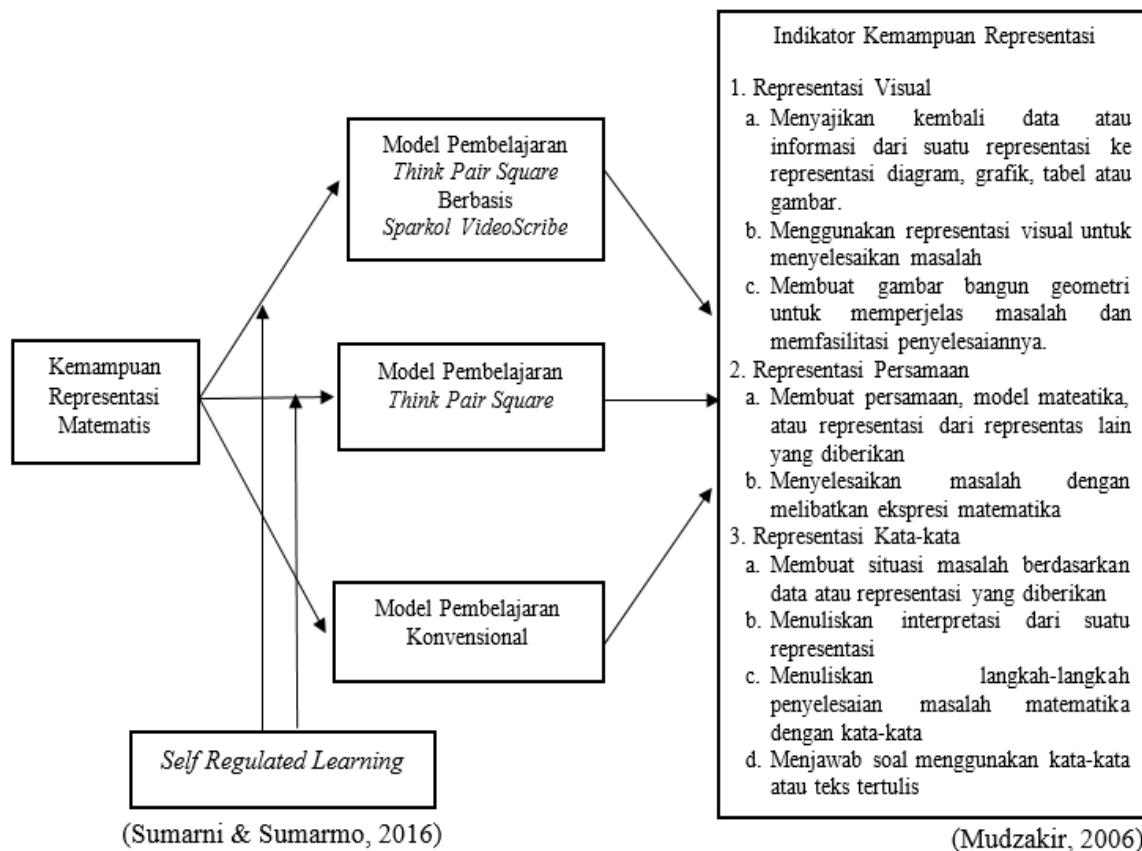 Kemampuan
Representasi
Matematis
Model Pembelajaran
Think Pair Square
Berbasis
Sparkol VideoScribe
Model Pembelajaran
Think Pair Square
Model Pembelajaran
Konvensional
Self Regulated Learning
(Sumarni & Sumarmo, 2016)
Indikator Kemampuan Representasi
1. Representasi Visual
a. Menyajikan kembali data atau
informasi dari suatu representasi ke
representasi diagram, grafik, tabel atau
gambar.
b. Menggunakan representasi visual untuk
menyelesaikan masalah
c. Membuat gambar bangun geometri
untuk memperjelas masalah dan
memfasilitasi penyelesaiannya.
2. Representasi Persamaan
a. Membuat persamaan, model mateatika,
atau representasi dari representas lain
yang diberikan
b. Menyelesaikan masalah dengan
melibatkan ekspresi matematika
3. Representasi Kata-kata
a. Membuat situasi masalah berdasarkan
data atau representasi yang diberikan
b. Menuliskan interpretasi dari suatu
representasi
c. Menuliskan langkah-langkah
penyelesaian masalah matematika
dengan kata-kata
d. Menjawab soal menggunakan kata-kata
atau teks tertulis
(Mudzakir, 2006)